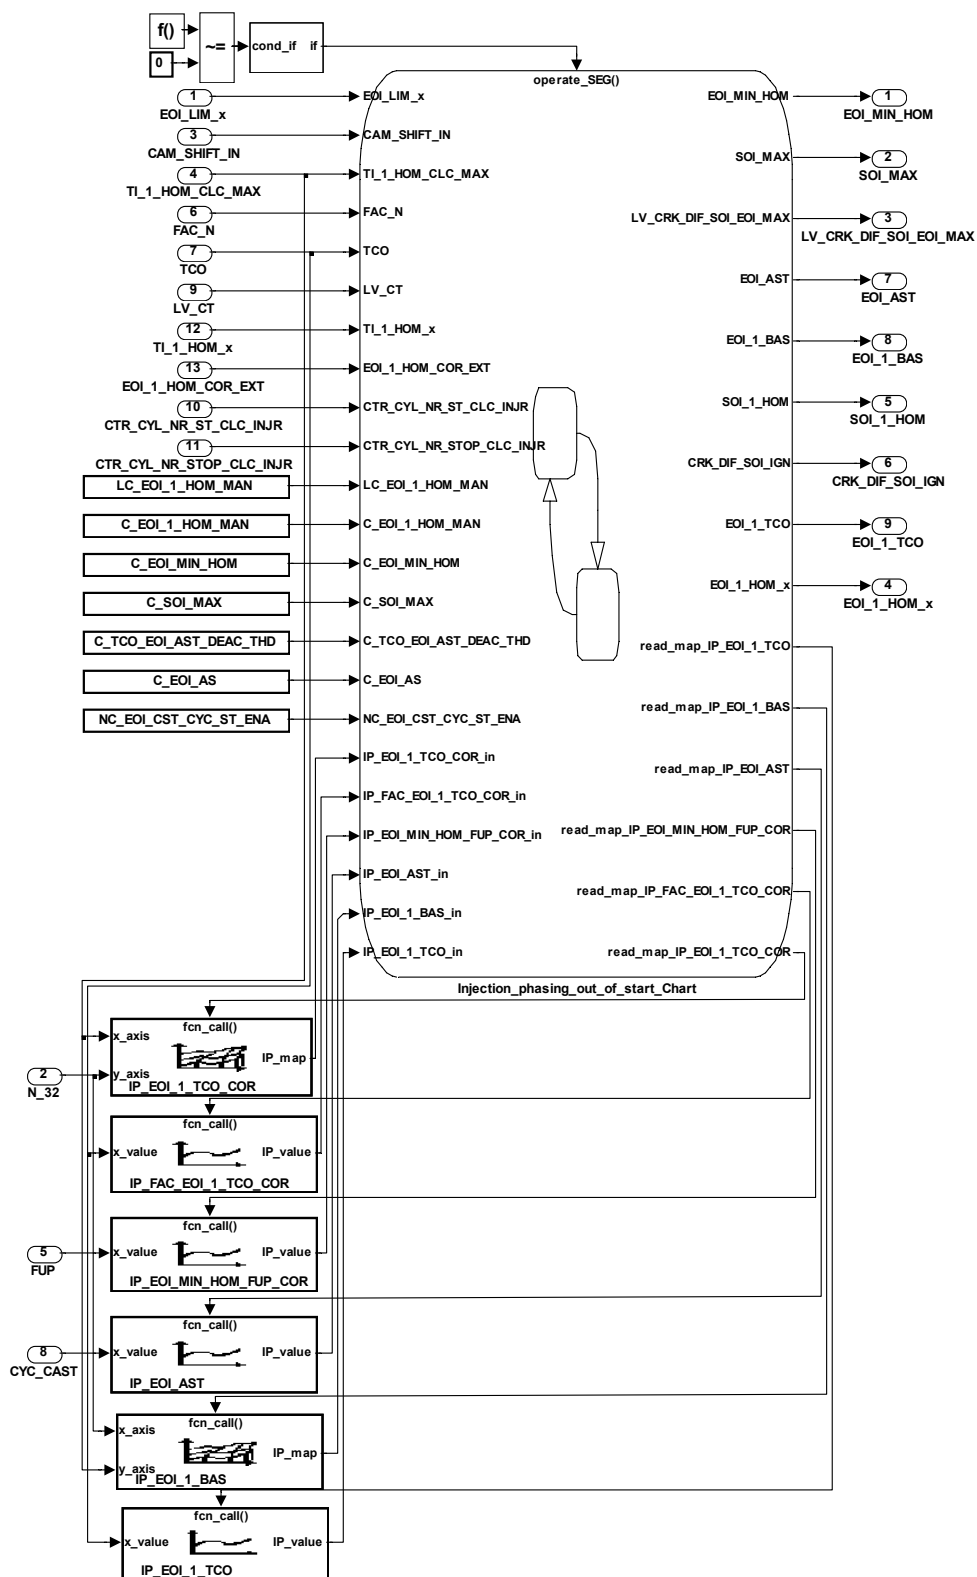 f()
0
~=
cond_if if
operate_SEG()
1
EOI_LIM_x
3
CAM_SHIFT_IN
4
TI_1_HOM_CLC_MAX
6
FAC_N
7
TCO
9
LV_CT
12
TI_1_HOM_x
13
EOI_1_HOM_COR_EXT
10
CTR_CYL_NR_ST_CLC_INJR
11
CTR_CYL_NR_STOP_CLC_INJR
LC_EOI_1_HOM_MAN
C_EOI_1_HOM_MAN
C_EOI_MIN_HOM
C_SOI_MAX
C_TCO_EOI_AST_DEAC_THD
C_EOI_AS
NC_EOI_CST_CYC_ST_ENA
EOI_LIM_x
CAM_SHIFT_IN
TI_1_HOM_CLC_MAX
FAC_N
TCO
LV_CT
TI_1_HOM_x
EOI_1_HOM_COR_EXT
CTR_CYL_NR_ST_CLC_INJR
CTR_CYL_NR_STOP_CLC_INJR
LC_EOI_1_HOM_MAN
C_EOI_1_HOM_MAN
C_EOI_MIN_HOM
C_SOI_MAX
C_TCO_EOI_AST_DEAC_THD
C_EOI_AS
NC_EOI_CST_CYC_ST_ENA
IP_EOI_1_TCO_COR_in
IP_FAC_EOI_1_TCO_COR_in
IP_EOI_MIN_HOM_FUP_COR_in
IP_EOI_AST_in
IP_EOI_1_BAS_in
IP_EOI_1_TCO_in
EOI_MIN_HOM
SOI_MAX
LV_CRK_DIF_SOI_EOI_MAX
EOI_AST
EOI_1_BAS
SOI_1_HOM
CRK_DIF_SOI_IGN
EOI_1_TCO
EOI_1_HOM_x
read_map_IP_EOI_1_TCO
read_map_IP_EOI_1_BAS
read_map_IP_EOI_AST
read_map_IP_EOI_MIN_HOM_FUP_COR
read_map_IP_FAC_EOI_1_TCO_COR
read_map_IP_EOI_1_TCO_COR
1
EOI_MIN_HOM
2
SOI_MAX
3
LV_CRK_DIF_SOI_EOI_MAX
7
EOI_AST
8
EOI_1_BAS
5
SOI_1_HOM
6
CRK_DIF_SOI_IGN
9
EOI_1_TCO
4
EOI_1_HOM_x
Injection_phasing_out_of_start_Chart
2
N_32
fcn_call()
x_axis
y_axis
IP_map
IP_EOI_1_TCO_COR
fcn_call()
x_value IP_value
IP_FAC_EOI_1_TCO_COR
5
FUP
fcn_call()
x_value IP_value
IP_EOI_MIN_HOM_FUP_COR
8
CYC_CAST
fcn_call()
x_value IP_value
IP_EOI_AST
fcn_call()
x_axis
y_axis
IP_map
IP_EOI_1_BAS
fcn_call()
x_value IP_value
IP_EOI_1_TCO